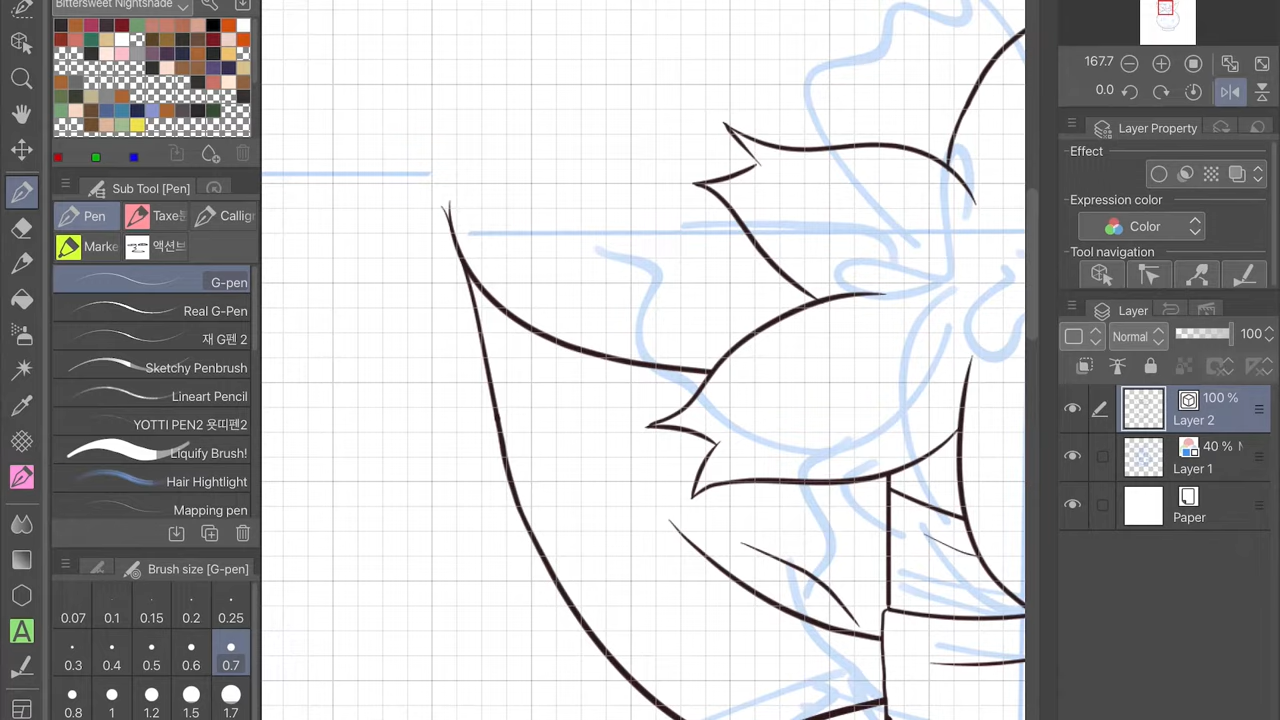 Bittersweet Nightshade
Sub Tool [Pen]
Pen
Taxe
Callig
Marke
액션브
G-pen
Real G-Pen
재 G펜 2
Sketchy Penbrush
Lineart Pencil
YOTTI PEN2 욧띠펜2
Liquify Brush!
Hair Hightlight
Mapping pen
Brush size [G-pen]
0.07 0.1 0.15 0.2 0.25
0.3 0.4 0.5 0.6 0.7
0.8 1 1.2 1.5 1.7
A
167.7
0.0
Layer Property
Effect
Expression color
Color
Tool navigation
Layer
Normal 100
100 %
Layer 2
40 %
Layer 1
Paper